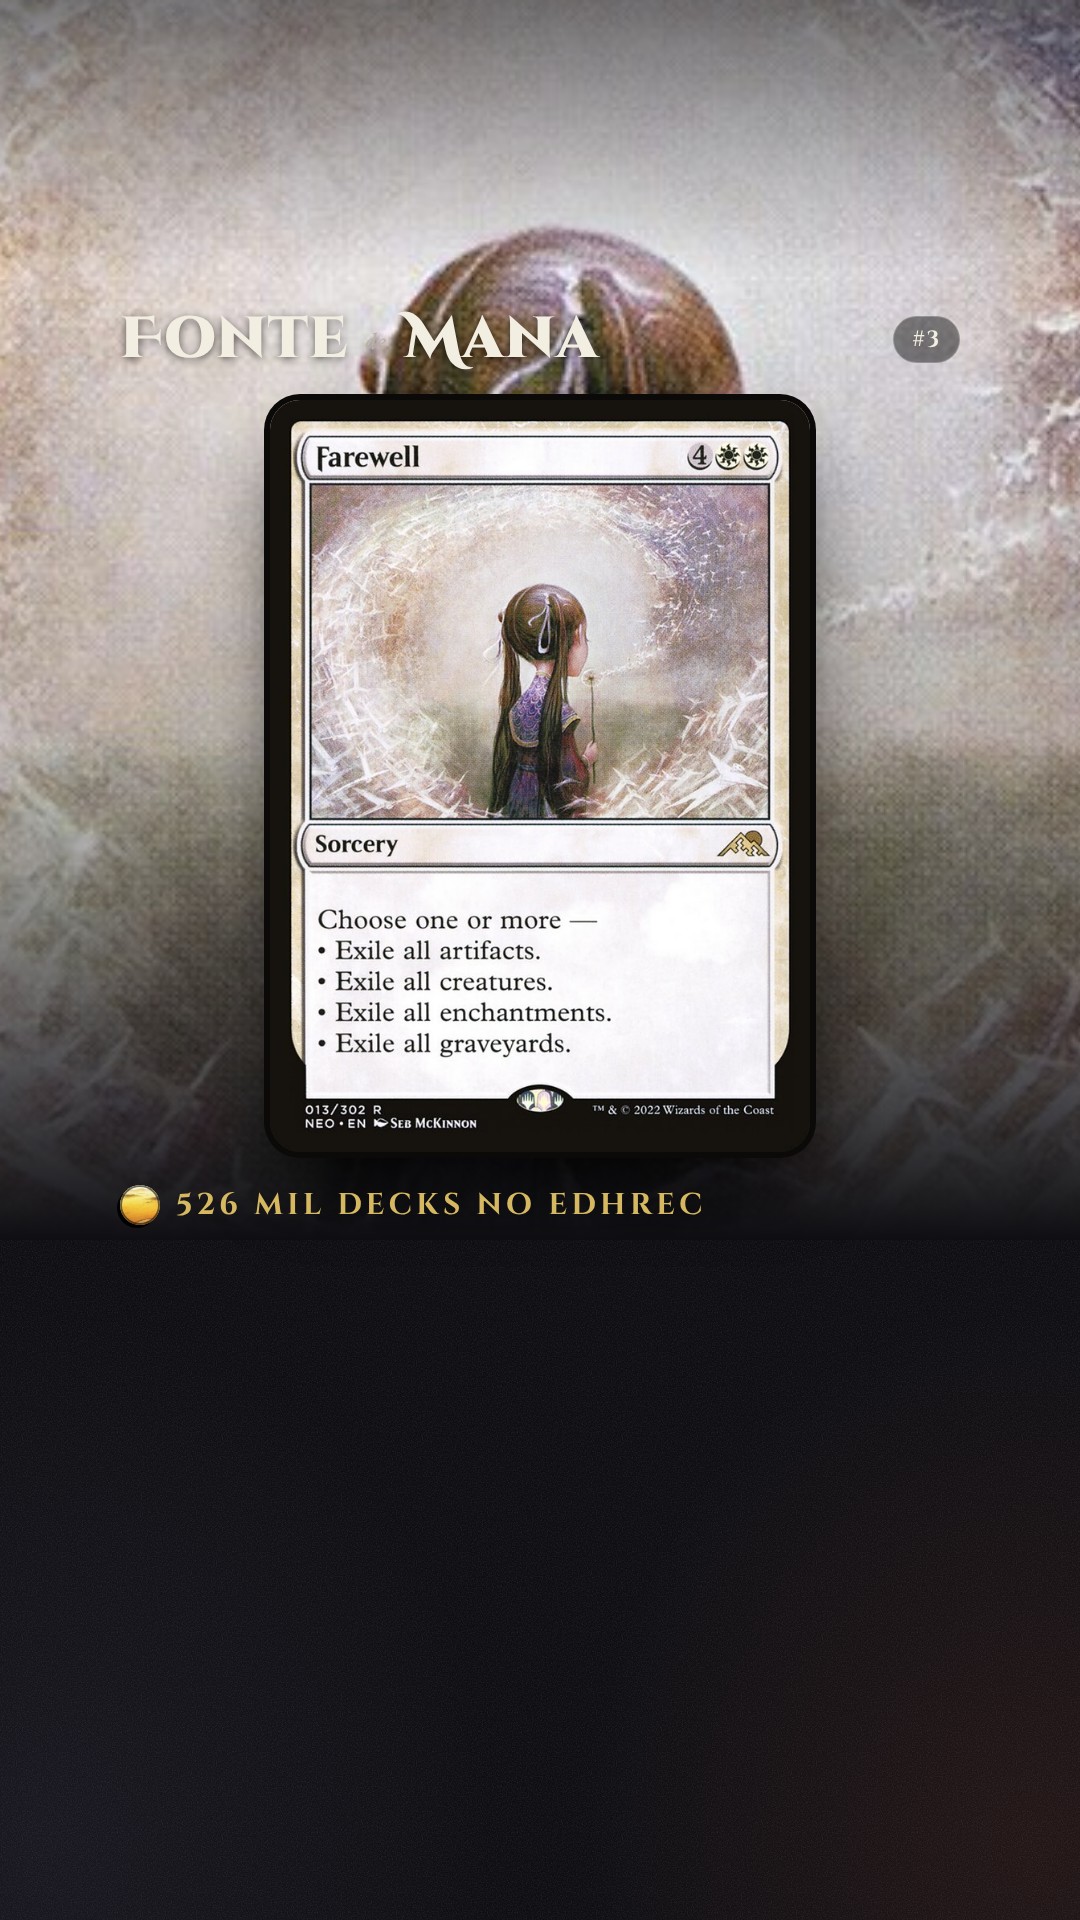 Fonte Mana
#3
Farewell 4
Sorcery
Choose one or more —
• Exile all artifacts.
• Exile all creatures.
• Exile all enchantments.
• Exile all graveyards.
013/302 R
NEO • EN Seb McKinnon
™ & © 2022 Wizards of the Coast
526 MIL DECKS NO EDHREC